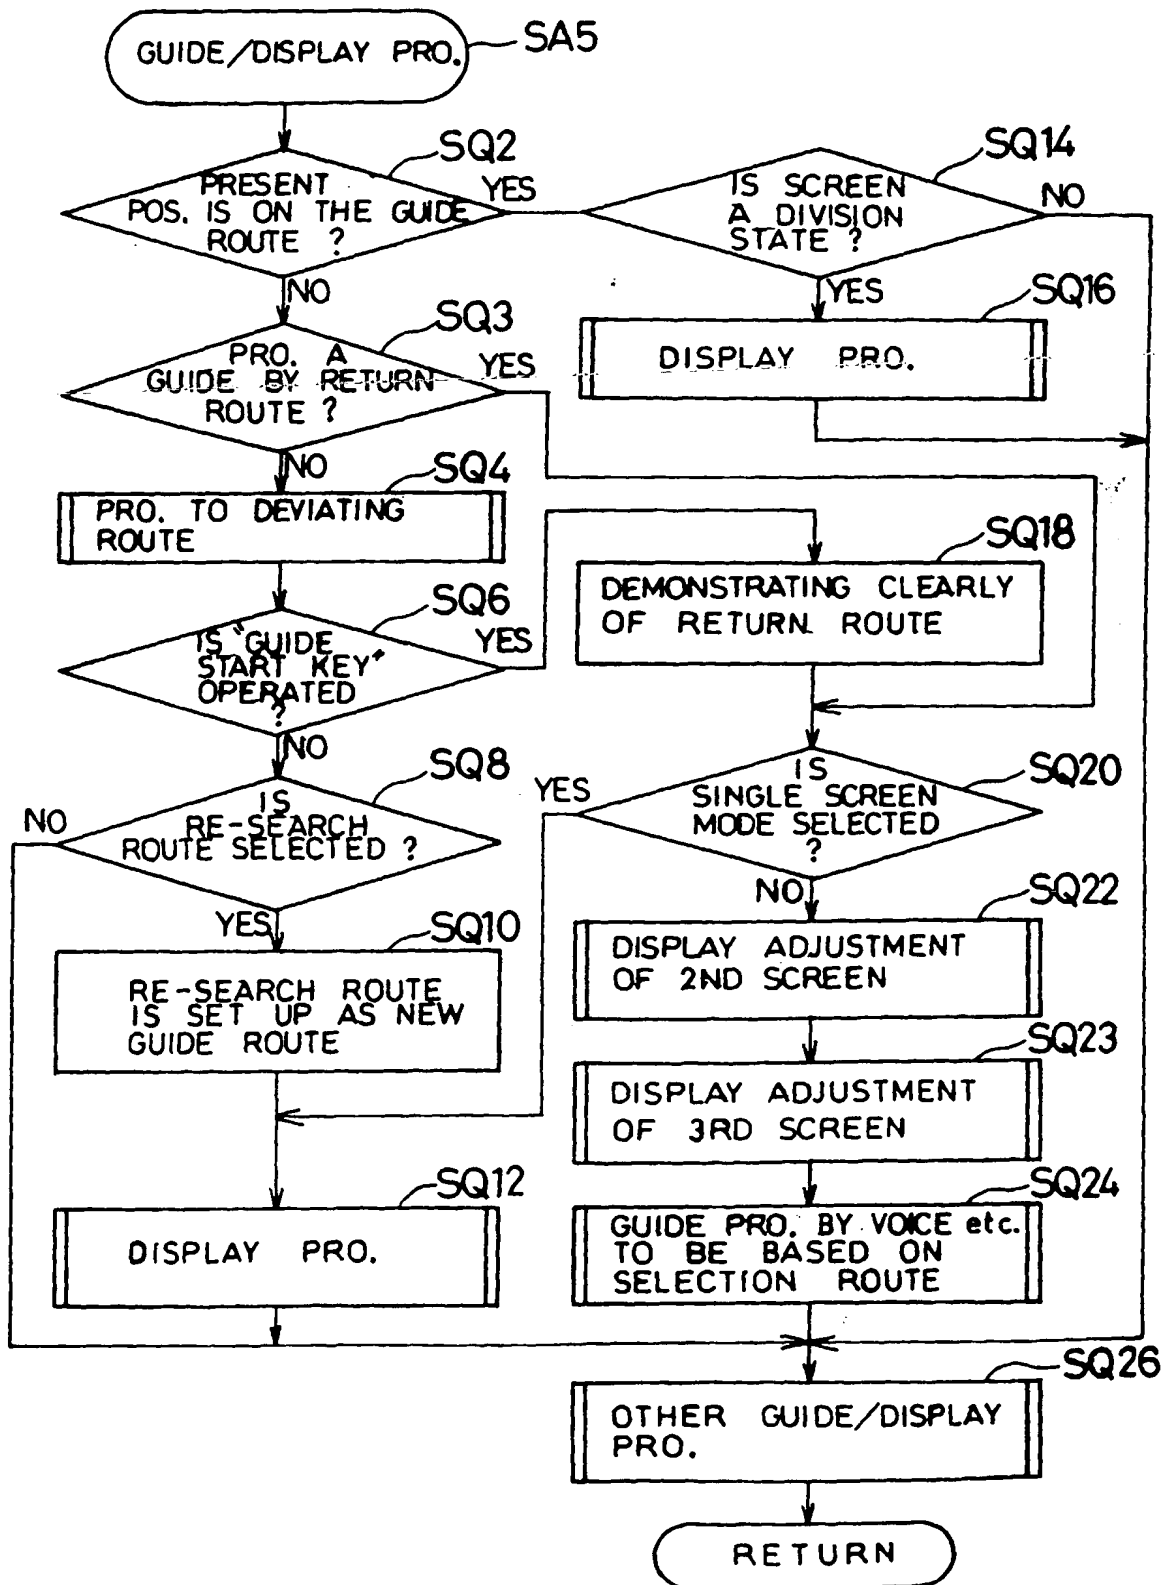 GUIDE/DISPLAY PRO.
SA5
SQ2
PRESENT
POS. IS ON THE GUIDE
ROUTE ?
YES
NO
SQ14
IS SCREEN
A DIVISION
STATE ?
NO
YES
SQ16
DISPLAY PRO.
SQ3
PRO. A
GUIDE BY RETURN
ROUTE ?
YES
NO
SQ4
PRO. TO DEVIATING
ROUTE
SQ18
DEMONSTRATING CLEARLY
OF RETURN ROUTE
SQ6
IS "GUIDE
START KEY"
OPERATED
?
YES
NO
SQ8
IS
RE-SEARCH
ROUTE SELECTED ?
NO
YES
SQ20
IS
SINGLE SCREEN
MODE SELECTED
?
YES
NO
SQ10
RE-SEARCH ROUTE
IS SET UP AS NEW
GUIDE ROUTE
SQ22
DISPLAY ADJUSTMENT
OF 2ND SCREEN
SQ23
DISPLAY ADJUSTMENT
OF 3RD SCREEN
SQ12
DISPLAY PRO.
SQ24
GUIDE PRO. BY VOICE etc.
TO BE BASED ON
SELECTION ROUTE
SQ26
OTHER GUIDE/DISPLAY
PRO.
RETURN